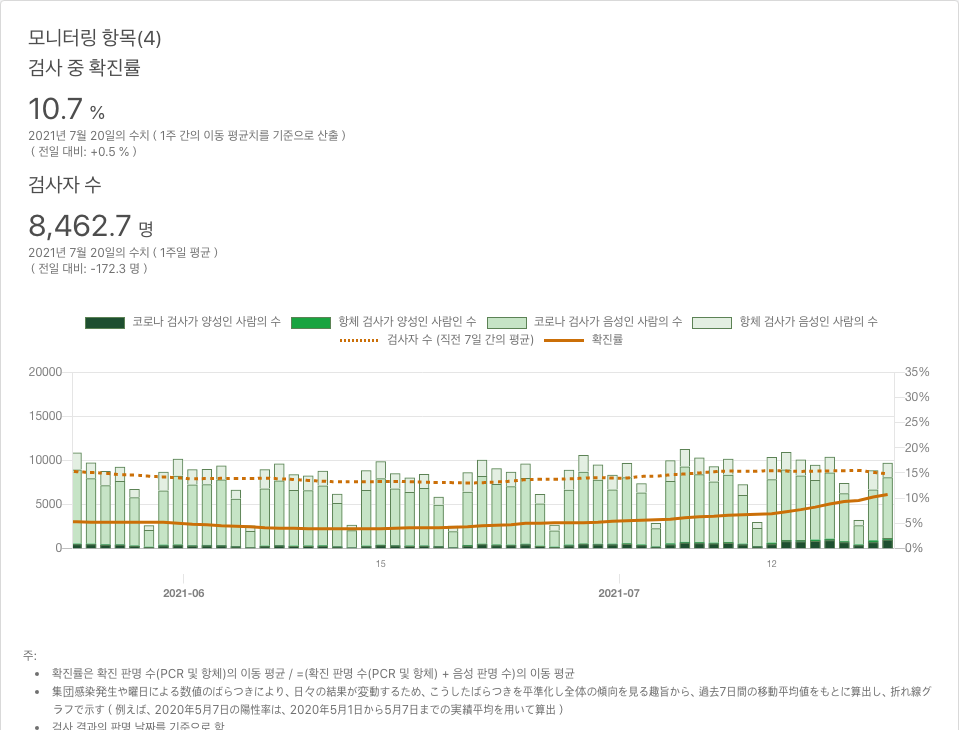 모니터링 항목(4)
검사 중 확진률
10.7 %
2021년 7월 20일의 수치 ( 1주 간의 이동 평균치를 기준으로 산출 )
( 전일 대비: +0.5 % )
검사자 수
8,462.7 명
2021년 7월 20일의 수치 ( 1주일 평균 )
( 전일 대비: -172.3 명 )
코로나 검사가 양성인 사람의 수 항체 검사가 양성인 사람인 수 코로나 검사가 음성인 사람의 수 항체 검사가 음성인 사람의 수
검사자 수 (직전 7일 간의 평균) 확진률
20000 35%
30%
15000
25%
10000 20%
15%
5000 10%
5%
0 0%
15 12
2021-06 2021-07
주:
• 확진률은 확진 판명 수(PCR 및 항체)의 이동 평균 / =(확진 판명 수(PCR 및 항체) + 음성 판명 수)의 이동 평균
• 集団感染発生や曜日による数値のばらつきにより、日々の結果が変動するため、こうしたばらつきを平準化し全体の傾向を見る趣旨から、過去7日間の移動平均値をもとに算出し、折れ線グ
ラフで示す ( 例えば、2020年5月7日の陽性率は、2020年5月1日から5月7日までの実績平均を用いて算出 )
• 검사 결과의 판명 날짜를 기준으로 함